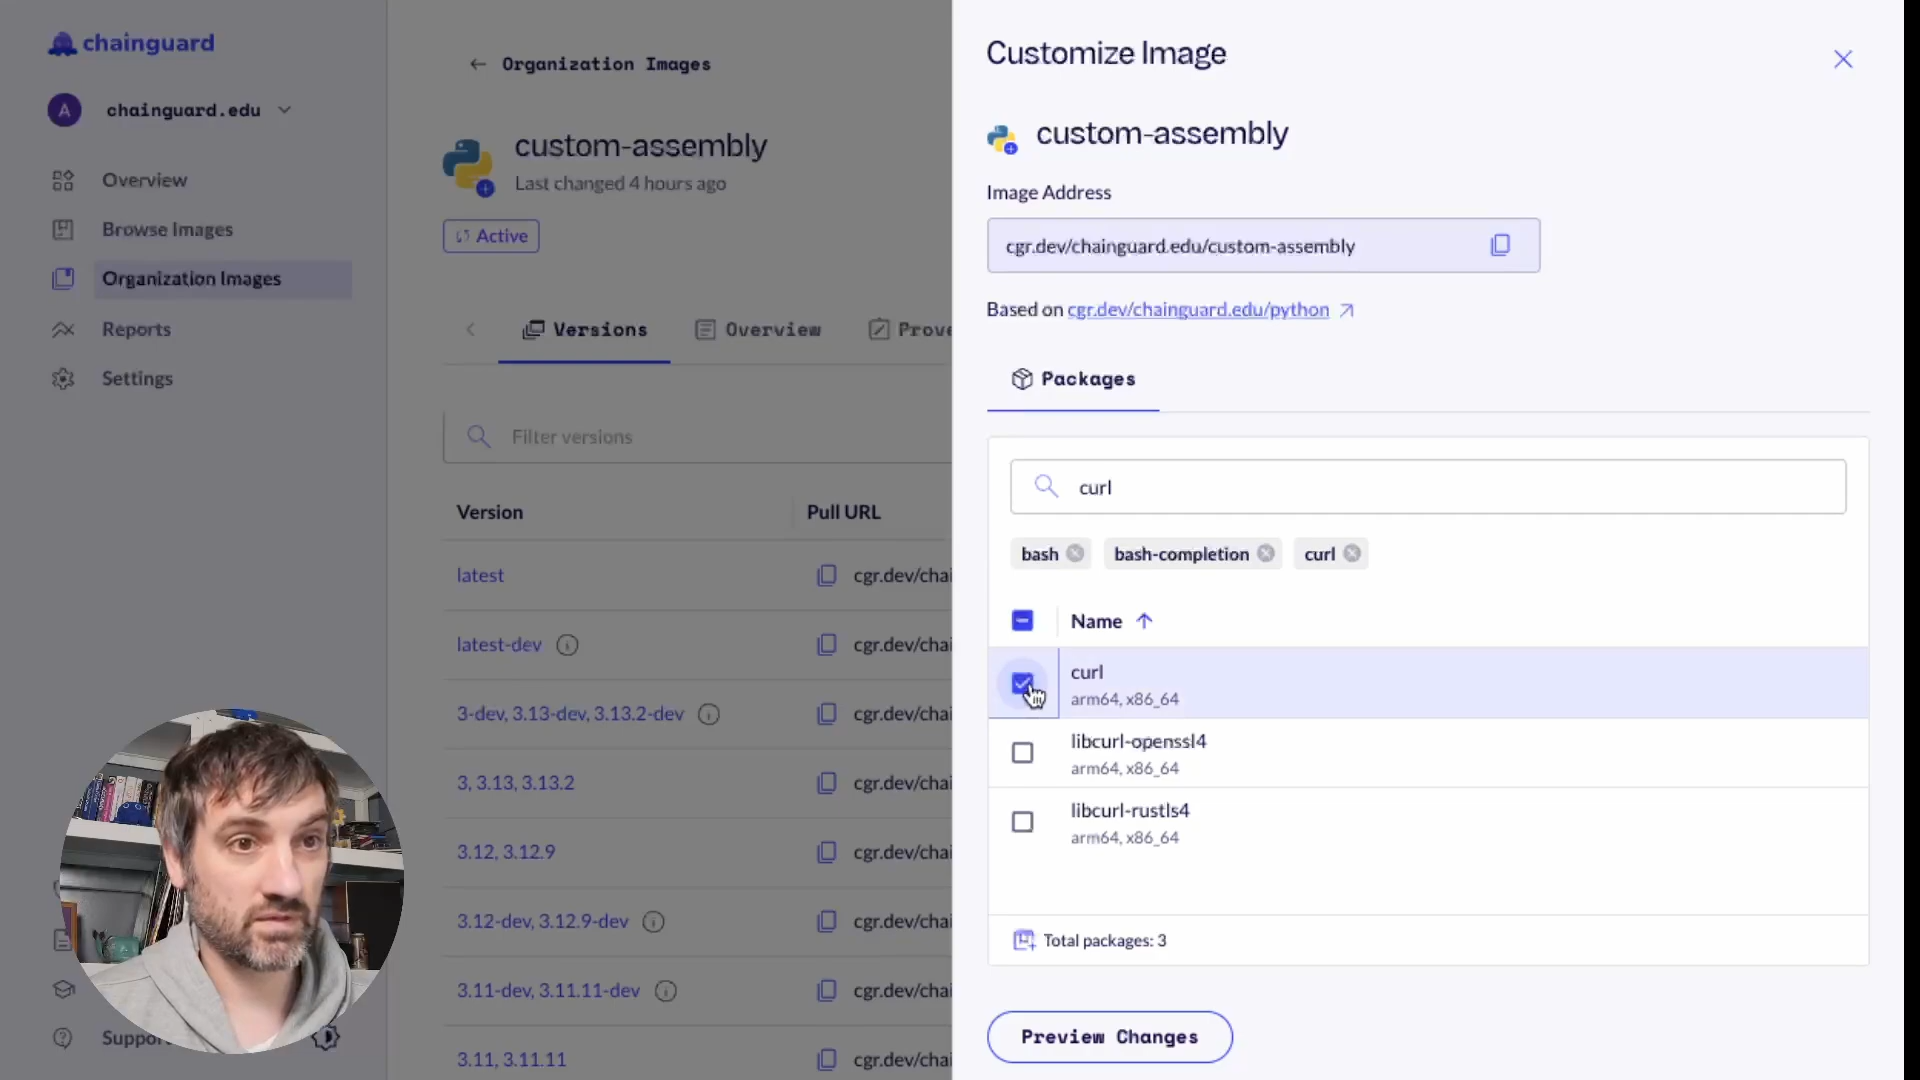 chainguard
A chainguard.edu
Overview
Browse Images
Organization Images
Reports
Settings
Suppor
← Organization Images
custom-assembly
Last changed 4 hours ago
Active
Versions
Overview
Prove
Filter versions
Version
Pull URL
latest
cgr.dev/chai
latest-dev
cgr.dev/chai
3-dev, 3.13-dev, 3.13.2-dev
cgr.dev/chai
3, 3.13, 3.13.2
cgr.dev/chai
3.12, 3.12.9
cgr.dev/chai
3.12-dev, 3.12.9-dev
cgr.dev/chai
3.11-dev, 3.11.11-dev
cgr.dev/chai
3.11, 3.11.11
cgr.dev/chai
Customize Image
custom-assembly
Image Address
cgr.dev/chainguard.edu/custom-assembly
Based on cgr.dev/chainguard.edu/python
Packages
curl
bash
bash-completion
curl
Name
curl
arm64, x86_64
libcurl-openssl4
arm64, x86_64
libcurl-rustls4
arm64, x86_64
Total packages: 3
Preview Changes